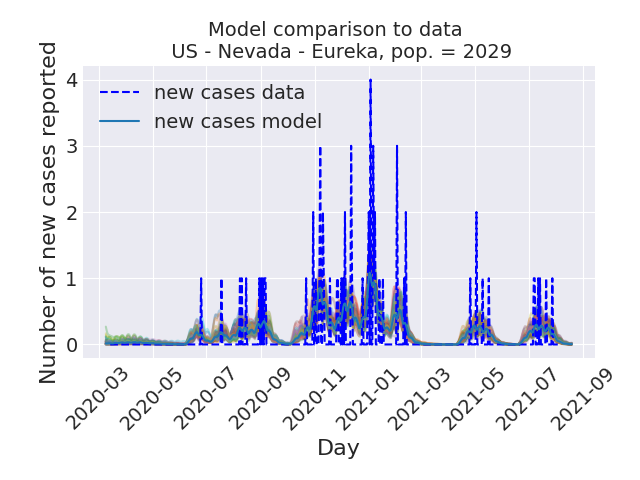 Model comparison to data
US - Nevada - Eureka, pop. = 2029
new cases data
new cases model
Number of new cases reported
4
3
2
1
0
2020-03
2020-05
2020-07
2020-09
2020-11
2021-01
2021-03
2021-05
2021-07
2021-09
Day